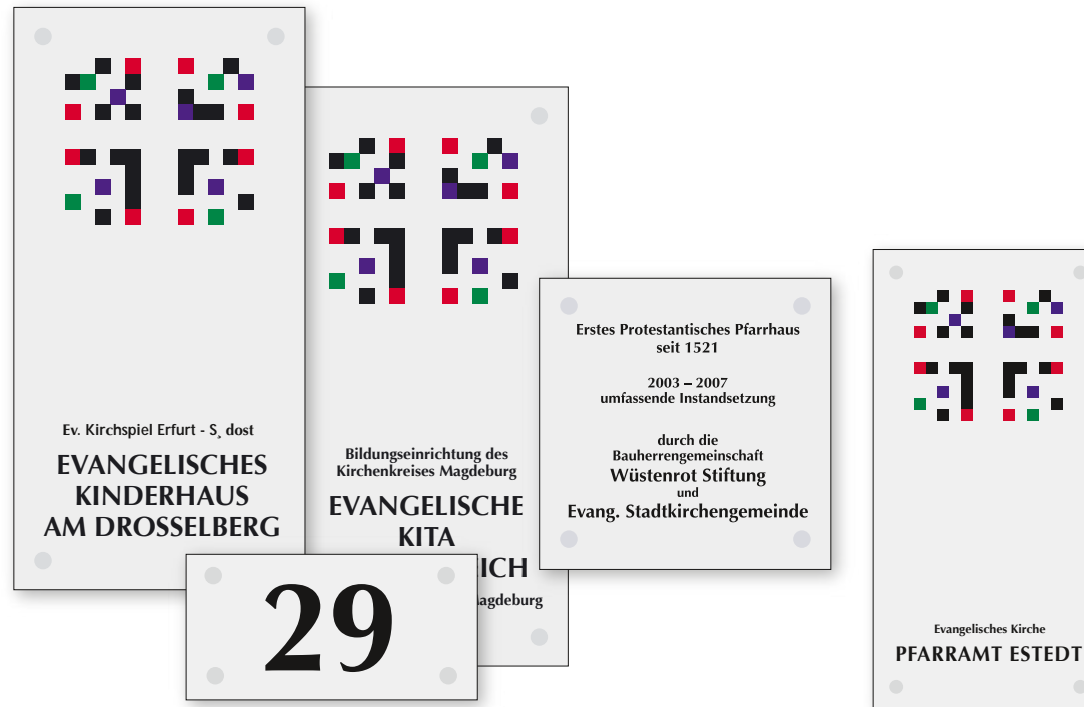 Ev. Kirchspiel Erfurt - S¸dost
EVANGELISCHES
KINDERHAUS
AM DROSSELBERG
Bildungseinrichtung des
Kirchenkreises Magdeburg
EVANGELISCHE
KITA
29
Erstes Protestantisches Pfarrhaus
seit 1521
2003 – 2007
umfassende Instandsetzung
durch die
Bauherrengemeinschaft
Wüstenrot Stiftung
und
Evang. Stadtkirchengemeinde
Evangelisches Kirche
PFARRAMT ESTEDT